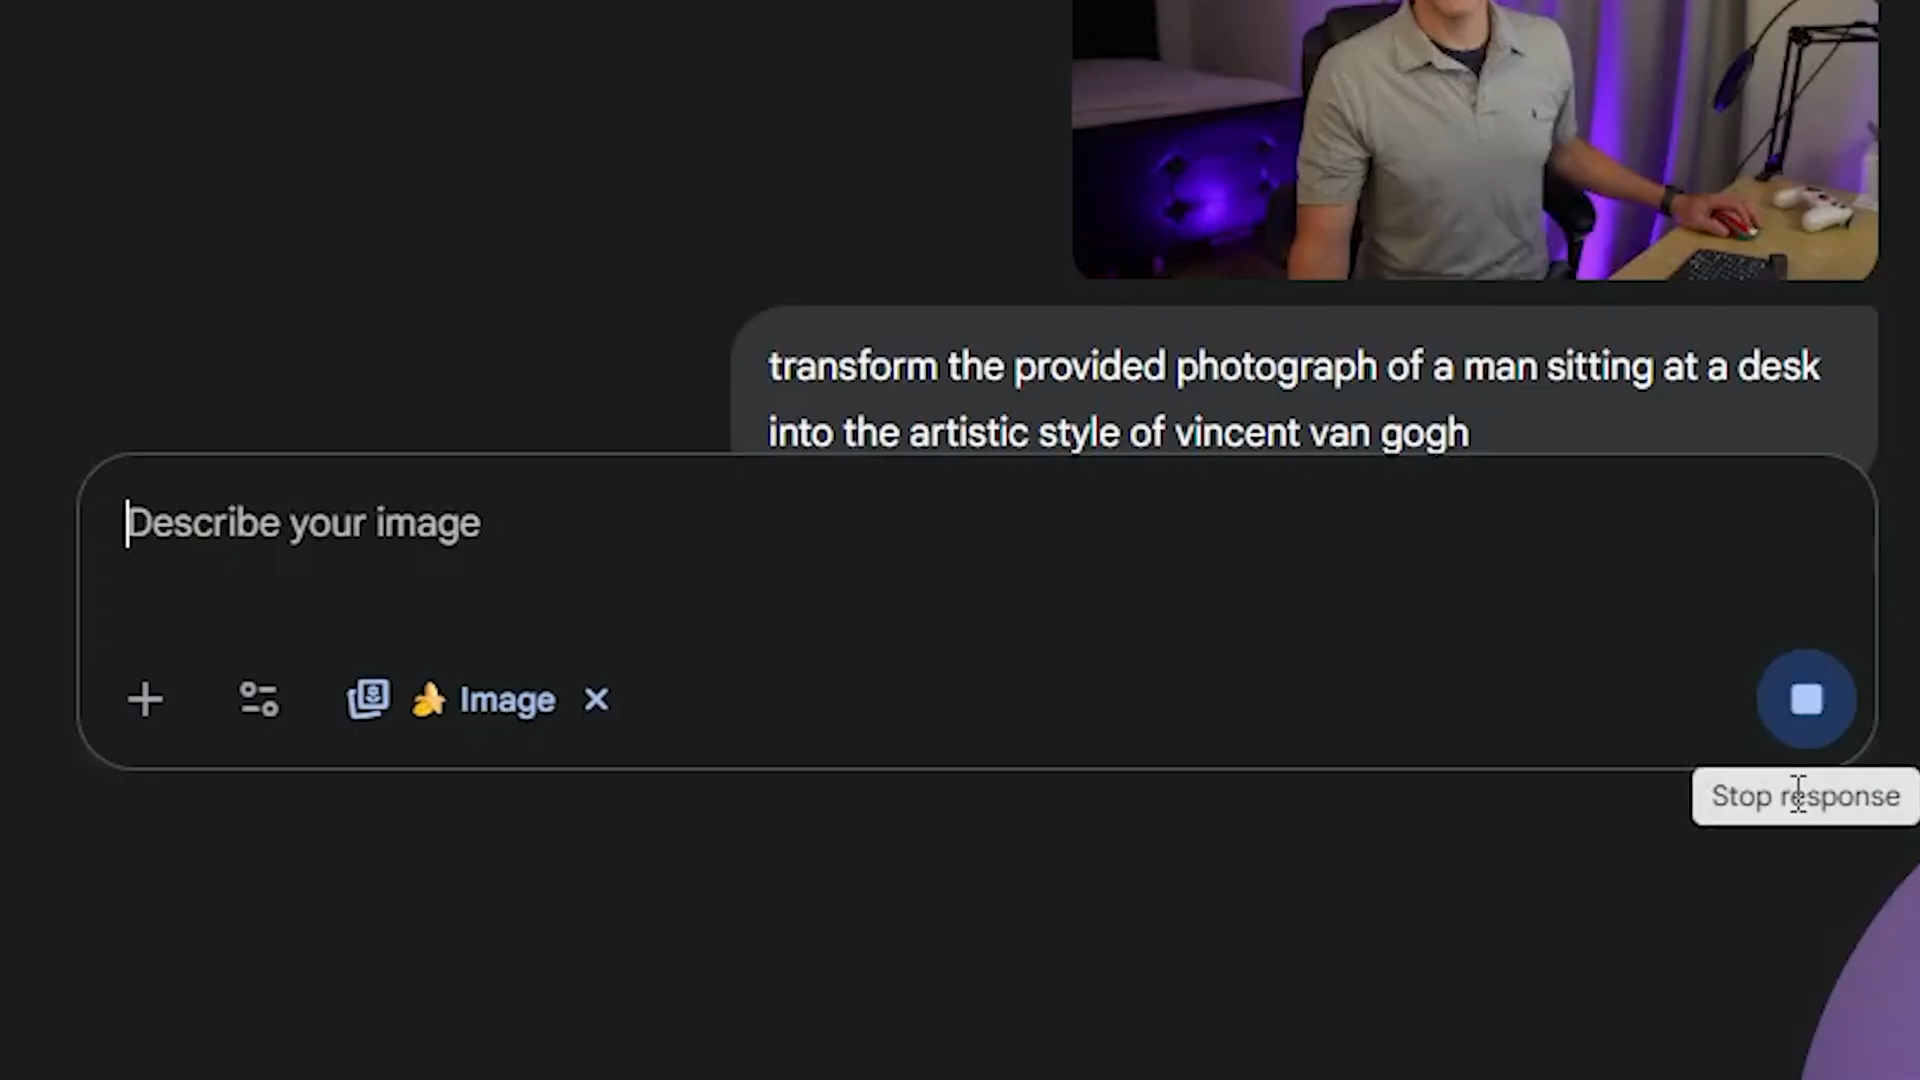 transform the provided photograph of a man sitting at a desk
into the artistic style of vincent van gogh
Describe your image
Image
Stop response